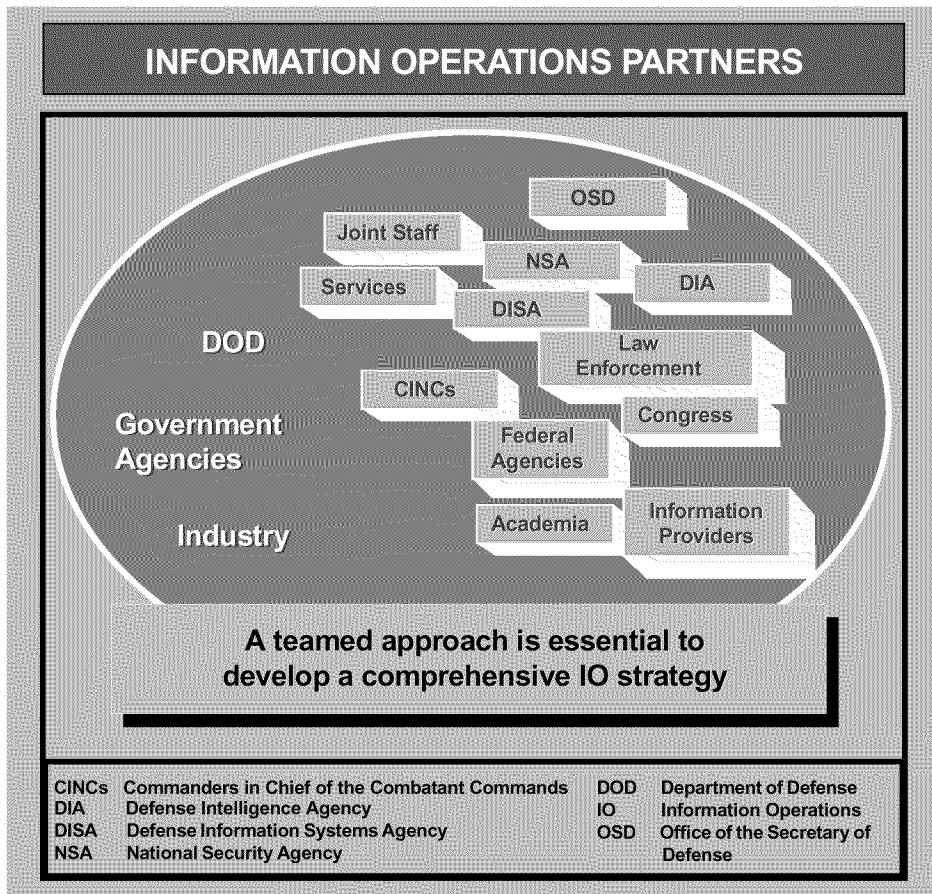 INFORMATION OPERATIONS PARTNERS
OSD
Joint Staff
NSA
DIA
Services
DISA
DOD
Law
Enforcement
CINCs
Congress
Government
Agencies
Federal
Agencies
Industry
Academia
Information
Providers
A teamed approach is essential to
develop a comprehensive IO strategy
CINCs Commanders in Chief of the Combatant Commands
DIA Defense Intelligence Agency
DISA Defense Information Systems Agency
NSA National Security Agency
DOD Department of Defense
IO Information Operations
OSD Office of the Secretary of
Defense